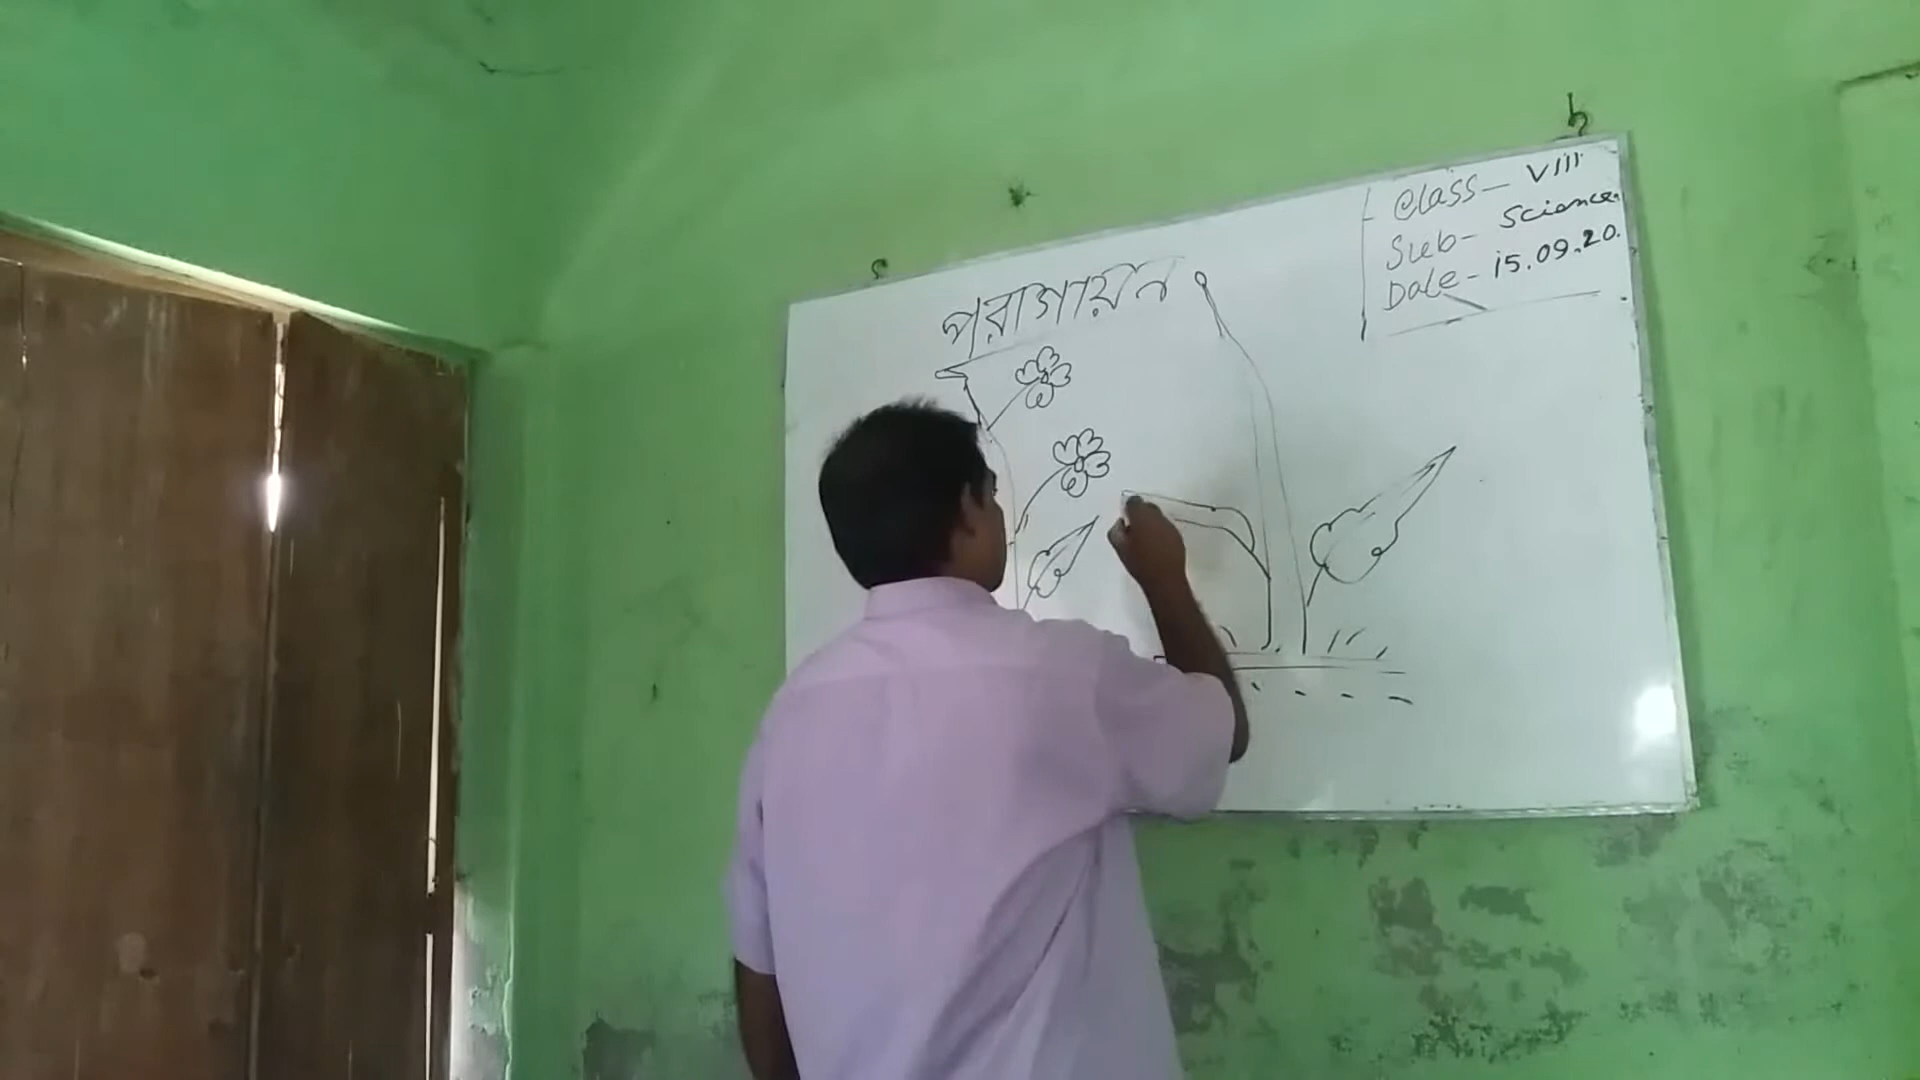 পরাগায়ন
Class - VIII
Sub - Science.
Date - 15.09.20.